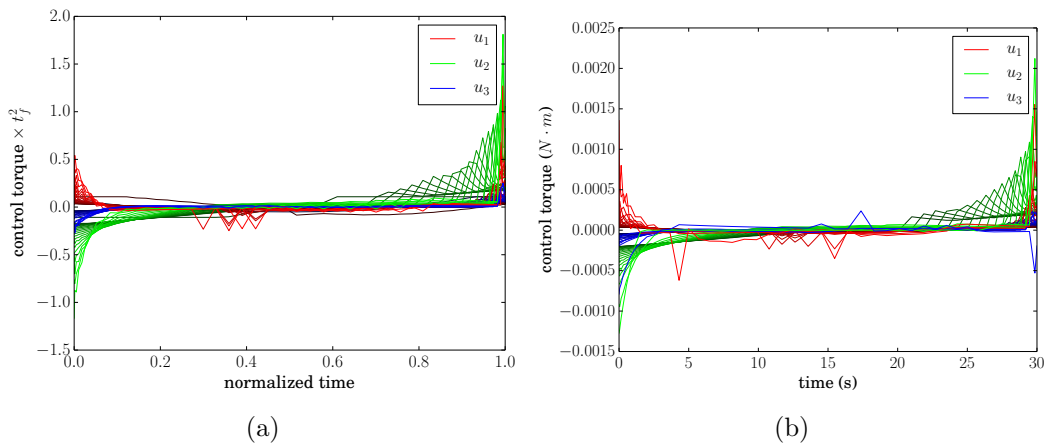 2.0
1.5
1.0
0.5
0.0
−0.5
−1.0
−1.5
control torque × t_f^2
0.0
0.2
0.4
0.6
0.8
1.0
normalized time
u_1
u_2
u_3
(a)
0.0025
0.0020
0.0015
0.0010
0.0005
0.0000
−0.0005
−0.0010
−0.0015
control torque (N · m)
0
5
10
15
20
25
30
time (s)
u_1
u_2
u_3
(b)